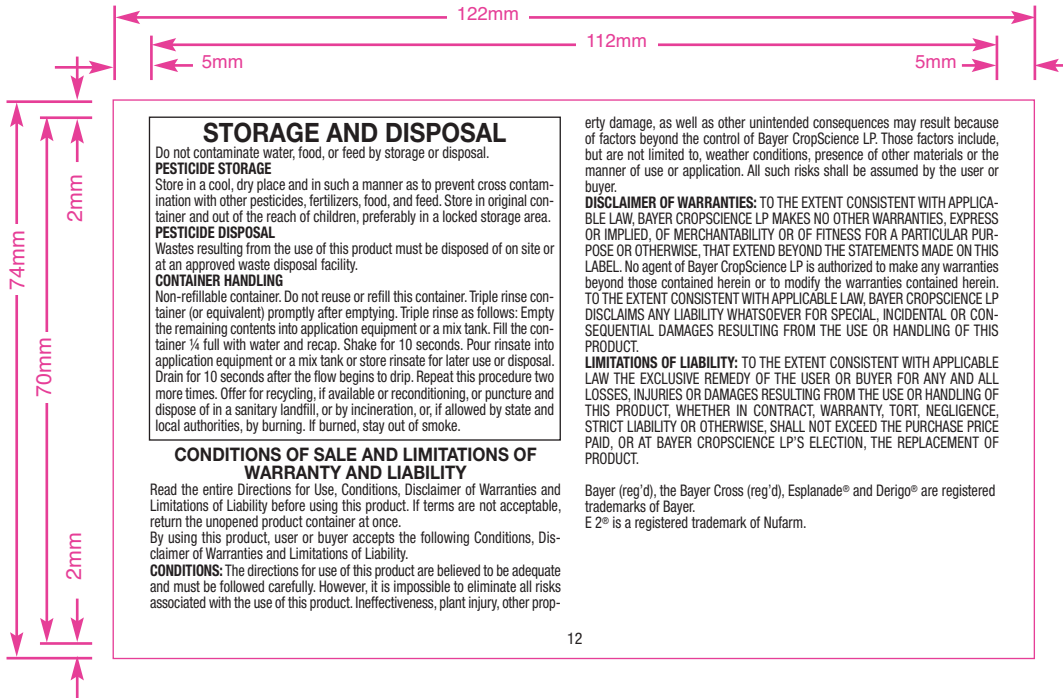 122mm
112mm
5mm
5mm
74mm
70mm
2mm
2mm
STORAGE AND DISPOSAL
Do not contaminate water, food, or feed by storage or disposal.
PESTICIDE STORAGE
Store in a cool, dry place and in such a manner as to prevent cross contam-
ination with other pesticides, fertilizers, food, and feed. Store in original con-
tainer and out of the reach of children, preferably in a locked storage area.
PESTICIDE DISPOSAL
Wastes resulting from the use of this product must be disposed of on site or
at an approved waste disposal facility.
CONTAINER HANDLING
Non-refillable container. Do not reuse or refill this container. Triple rinse con-
tainer (or equivalent) promptly after emptying. Triple rinse as follows: Empty
the remaining contents into application equipment or a mix tank. Fill the con-
tainer ¼ full with water and recap. Shake for 10 seconds. Pour rinsate into
application equipment or a mix tank or store rinsate for later use or disposal.
Drain for 10 seconds after the flow begins to drip. Repeat this procedure two
more times. Offer for recycling, if available or reconditioning, or puncture and
dispose of in a sanitary landfill, or by incineration, or, if allowed by state and
local authorities, by burning. If burned, stay out of smoke.
CONDITIONS OF SALE AND LIMITATIONS OF
WARRANTY AND LIABILITY
Read the entire Directions for Use, Conditions, Disclaimer of Warranties and
Limitations of Liability before using this product. If terms are not acceptable,
return the unopened product container at once.
By using this product, user or buyer accepts the following Conditions, Dis-
claimer of Warranties and Limitations of Liability.
CONDITIONS: The directions for use of this product are believed to be adequate
and must be followed carefully. However, it is impossible to eliminate all risks
associated with the use of this product. Ineffectiveness, plant injury, other prop-
erty damage, as well as other unintended consequences may result because
of factors beyond the control of Bayer CropScience LP. Those factors include,
but are not limited to, weather conditions, presence of other materials or the
manner of use or application. All such risks shall be assumed by the user or
buyer.
DISCLAIMER OF WARRANTIES: TO THE EXTENT CONSISTENT WITH APPLICA-
BLE LAW, BAYER CROPSCIENCE LP MAKES NO OTHER WARRANTIES, EXPRESS
OR IMPLIED, OF MERCHANTABILITY OR OF FITNESS FOR A PARTICULAR PUR-
POSE OR OTHERWISE, THAT EXTEND BEYOND THE STATEMENTS MADE ON THIS
LABEL. No agent of Bayer CropScience LP is authorized to make any warranties
beyond those contained herein or to modify the warranties contained herein.
TO THE EXTENT CONSISTENT WITH APPLICABLE LAW, BAYER CROPSCIENCE LP
DISCLAIMS ANY LIABILITY WHATSOEVER FOR SPECIAL, INCIDENTAL OR CON-
SEQUENTIAL DAMAGES RESULTING FROM THE USE OR HANDLING OF THIS
PRODUCT.
LIMITATIONS OF LIABILITY: TO THE EXTENT CONSISTENT WITH APPLICABLE
LAW THE EXCLUSIVE REMEDY OF THE USER OR BUYER FOR ANY AND ALL
LOSSES, INJURIES OR DAMAGES RESULTING FROM THE USE OR HANDLING OF
THIS PRODUCT, WHETHER IN CONTRACT, WARRANTY, TORT, NEGLIGENCE,
STRICT LIABILITY OR OTHERWISE, SHALL NOT EXCEED THE PURCHASE PRICE
PAID, OR AT BAYER CROPSCIENCE LP'S ELECTION, THE REPLACEMENT OF
PRODUCT.
Bayer (reg'd), the Bayer Cross (reg'd), Esplanade® and Derigo® are registered
trademarks of Bayer.
E 2® is a registered trademark of Nufarm.
12